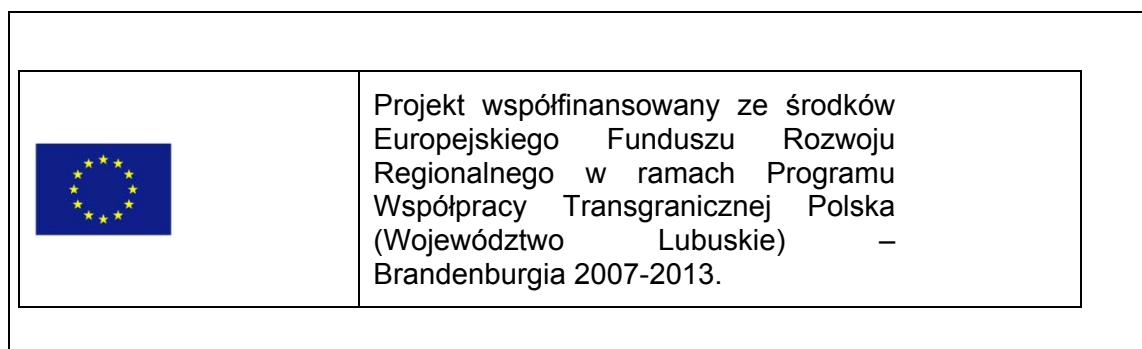 Projekt współfinansowany ze środków
Europejskiego Funduszu Rozwoju
Regionalnego w ramach Programu
Współpracy Transgranicznej Polska
(Województwo Lubuskie) –
Brandenburgia 2007-2013.